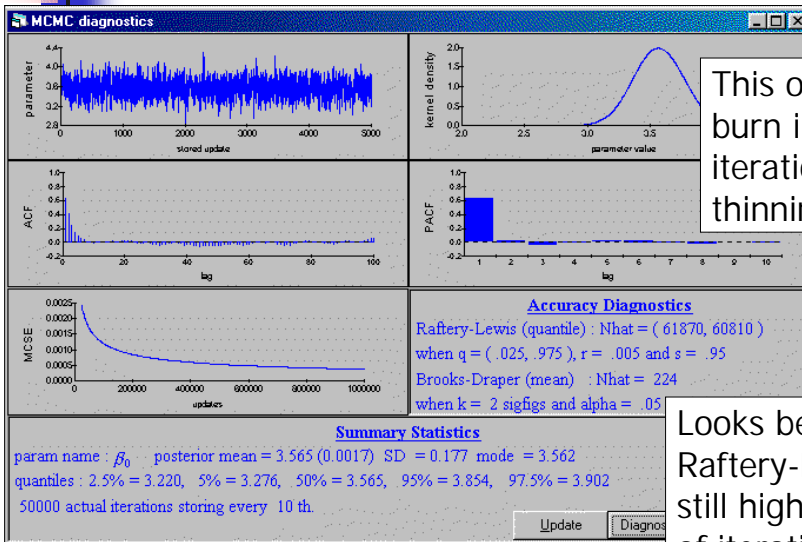 MCMC diagnostics
parameter
4.4
4.0
3.6
3.2
2.8
0 1000 2000 3000 4000 5000
stored update
kernel density
2.0
1.5
1.0
0.5
0.0
2.0 2.5 3.0 3.5
parameter value
This
burn
thinnin
ACF
1.0
0.8
0.6
0.4
0.2
0.0
-0.2
0 20 40 60 80 100
lag
PACF
1.0
0.8
0.6
0.4
0.2
0.0
-0.2
1 2 3 4 5 6 7 8 9 10
lag
MCSE
0.0025
0.0020
0.0015
0.0010
0.0005
0.0000
0 200000 400000 600000 800000 1000000
updates
Accuracy Diagnostics
Raftery-Lewis (quantile) : Nhat = ( 61870, 60810 )
when q = ( .025, .975 ), r = .005 and s = .95
Brooks-Draper (mean) : Nhat = 224
when k = 2 sigfigs and alpha = .05
Looks
Raftery-
still high
of
Summary Statistics
param name : β0 posterior mean = 3.565 (0.0017) SD = 0.177 mode = 3.562
quantiles : 2.5% = 3.220, 5% = 3.276, 50% = 3.565, 95% = 3.854, 97.5% = 3.902
50000 actual iterations storing every 10 th.
Update Diagnos